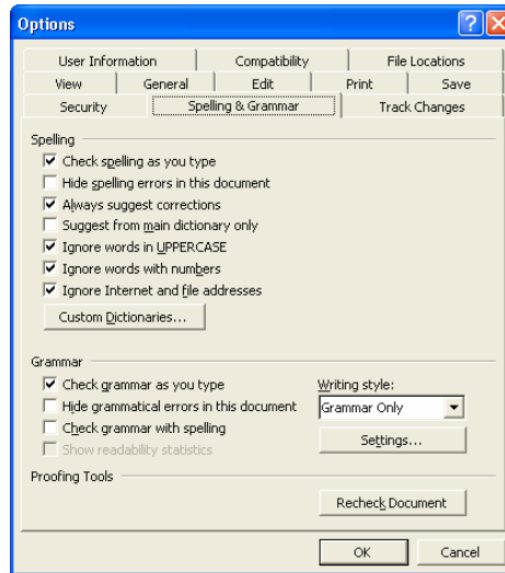 Options
User Information Compatibility File Locations
View General Edit Print Save
Security Spelling & Grammar Track Changes
Spelling
Check spelling as you type
Hide spelling errors in this document
Always suggest corrections
Suggest from main dictionary only
Ignore words in UPPERCASE
Ignore words with numbers
Ignore Internet and file addresses
Custom Dictionaries...
Grammar
Check grammar as you type Writing style:
Hide grammatical errors in this document Grammar Only
Check grammar with spelling Settings...
Show readability statistics
Proofing Tools
Recheck Document
OK Cancel